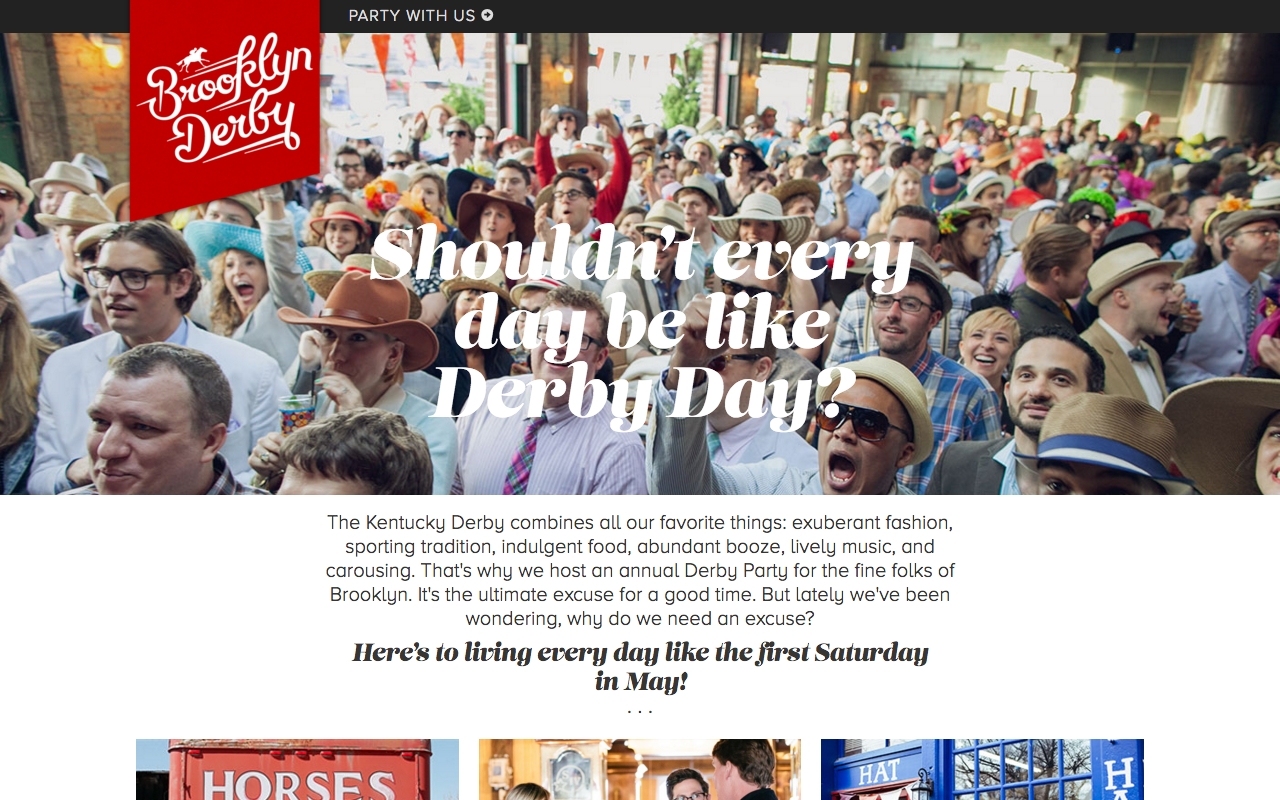 PARTY WITH US
Brooklyn
Derby
Shouldn't every
day be like
Derby Day?
The Kentucky Derby combines all our favorite things: exuberant fashion,
sporting tradition, indulgent food, abundant booze, lively music, and
carousing. That's why we host an annual Derby Party for the fine folks of
Brooklyn. It's the ultimate excuse for a good time. But lately we've been
wondering, why do we need an excuse?
Here's to living every day like the first Saturday
in May!
. . .
HORSES
HAT
HA